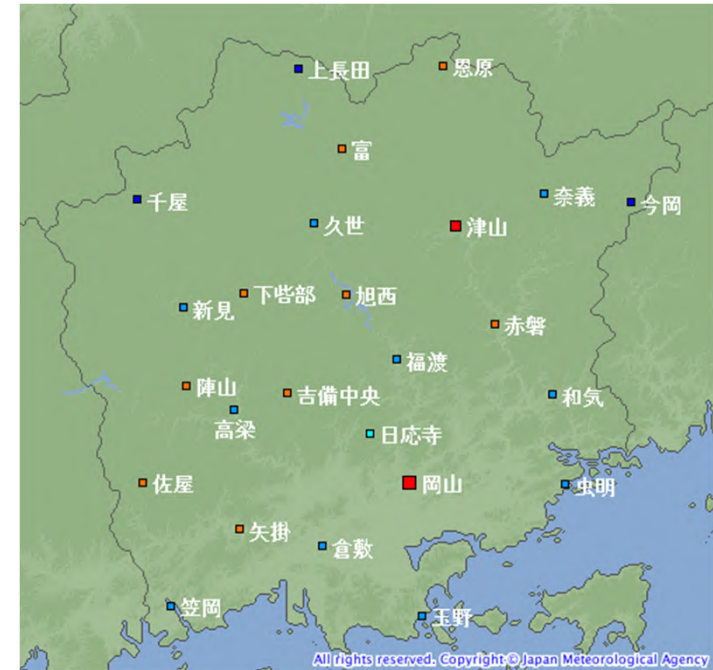 上長田
恩原
富
千屋
奈義
今岡
久世
津山
下呰部
旭西
新見
赤磐
福渡
陣山
吉備中央
和気
高梁
日応寺
佐屋
岡山
虫明
矢掛
倉敷
笠岡
玉野
All rights reserved. Copyright © Japan Meteorological Agency